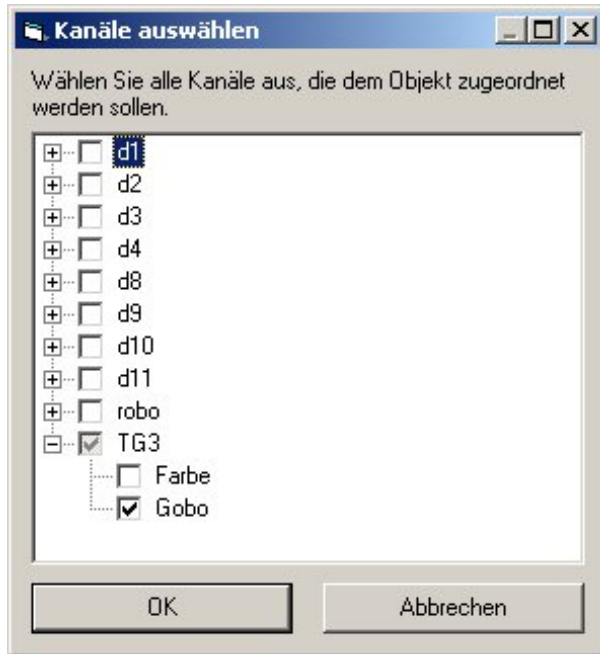 Kanäle auswählen
Wählen Sie alle Kanäle aus, die dem Objekt zugeordnet
werden sollen.
d1
d2
d3
d4
d8
d9
d10
d11
robo
TG3
Farbe
Gobo
OK Abbrechen